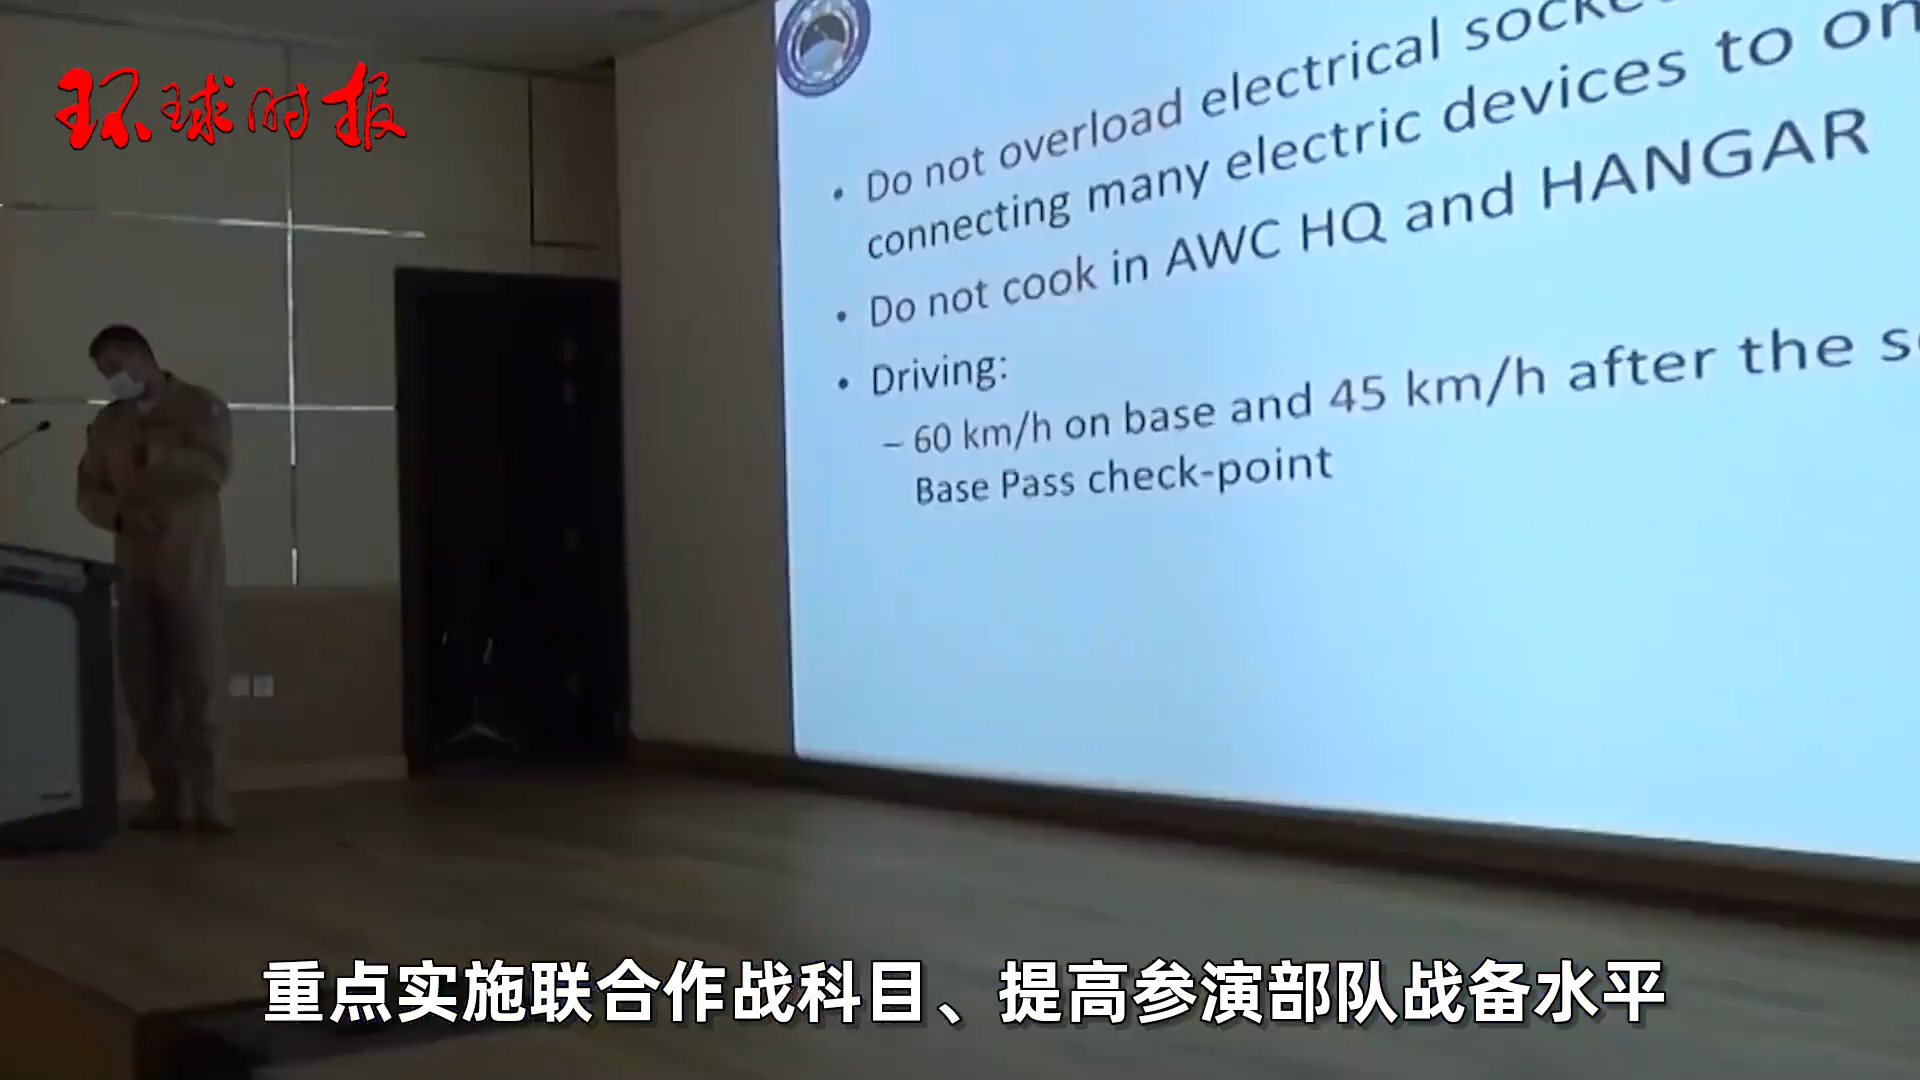 环球时报
• Do not overload electrical
connecting many electric devices to
• Do not cook in AWC HQ and HANGAR
• Driving:
– 60 km/h on base and 45 km/h after the
Base Pass check-point
重点实施联合作战科目、提高参演部队战备水平